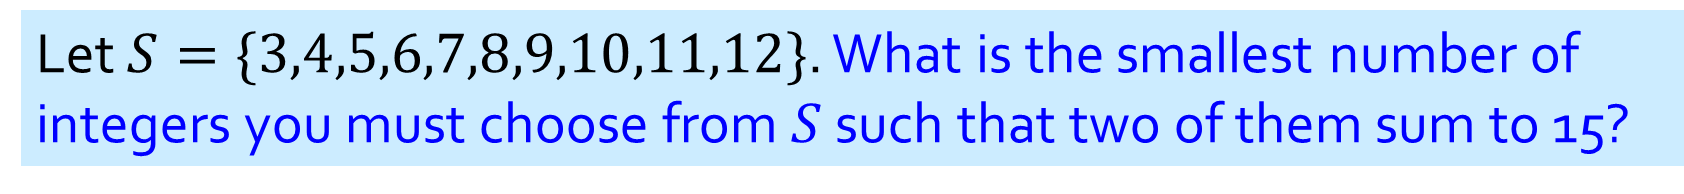 Let S = {3,4,5,6,7,8,9,10,11,12}. What is the smallest number of
integers you must choose from S such that two of them sum to 15?